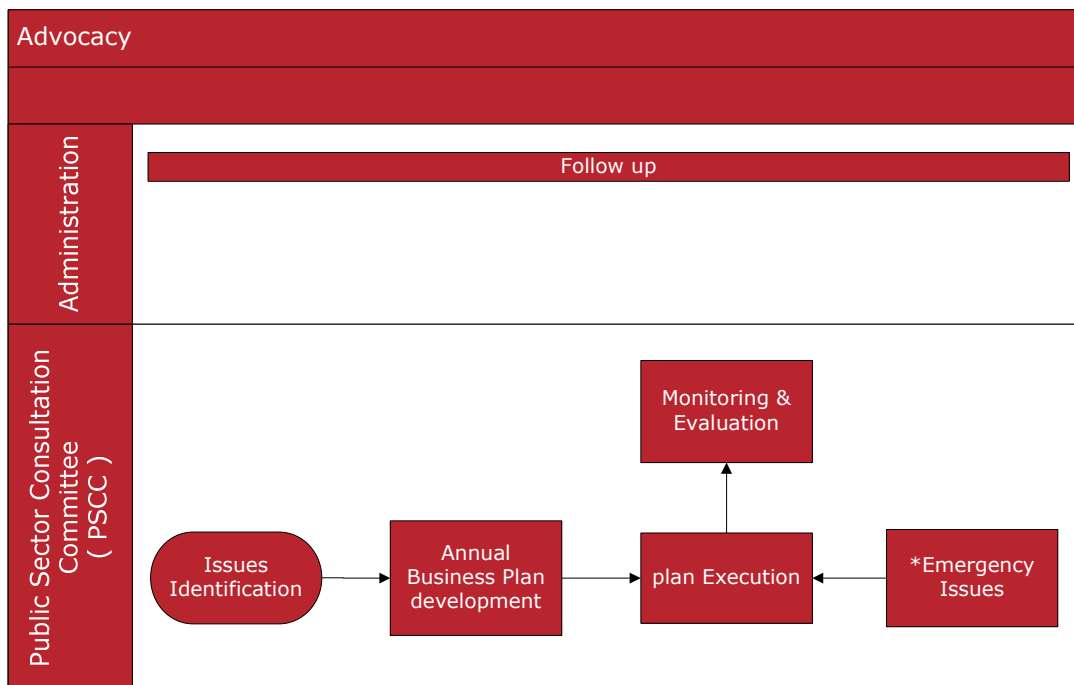 Advocacy
Administration
Follow up
Public Sector Consultation
Committee
( PSCC )
Monitoring &
Evaluation
Issues
Identification
Annual
Business Plan
development
plan Execution
*Emergency
Issues